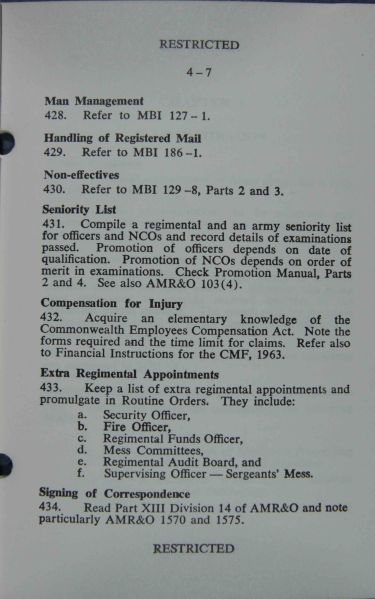 RESTRICTED
4-7
Man Management
428. Refer to MBI 127-1.
Handling of Registered Mail
429. Refer to MBI 186-1.
Non-effectives
430. Refer to MBI 129-8, Parts 2 and 3.
Seniority List
431. Compile a regimental and an army seniority list
for officers and NCOs and record details of examinations
passed. Promotion of officers depends on date of
qualification. Promotion of NCOs depends on order of
merit in examinations. Check Promotion Manual, Parts
2 and 4. See also AMR&O 103(4).
Compensation for Injury
432. Acquire an elementary knowledge of the
Commonwealth Employees Compensation Act. Note the
forms required and the time limit for claims. Refer also
to Financial Instructions for the CMF, 1963.
Extra Regimental Appointments
433. Keep a list of extra regimental appointments and
promulgate in Routine Orders. They include:
a. Security Officer,
b. Fire Officer,
c. Regimental Funds Officer,
d. Mess Committees,
e. Regimental Audit Board, and
f. Supervising Officer — Sergeants' Mess.
Signing of Correspondence
434. Read Part XIII Division 14 of AMR&O and note
particularly AMR&O 1570 and 1575.
RESTRICTED